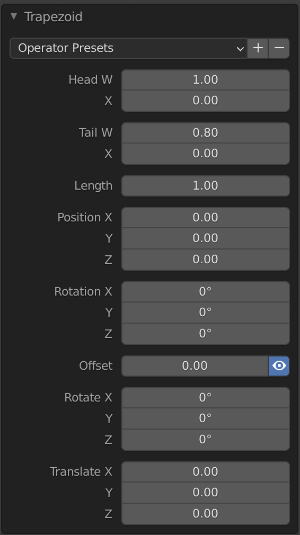 Trapezoid
Operator Presets + −
Head W 1.00
X 0.00
Tail W 0.80
X 0.00
Length 1.00
Position X 0.00
Y 0.00
Z 0.00
Rotation X 0°
Y 0°
Z 0°
Offset 0.00
Rotate X 0°
Y 0°
Z 0°
Translate X 0.00
Y 0.00
Z 0.00